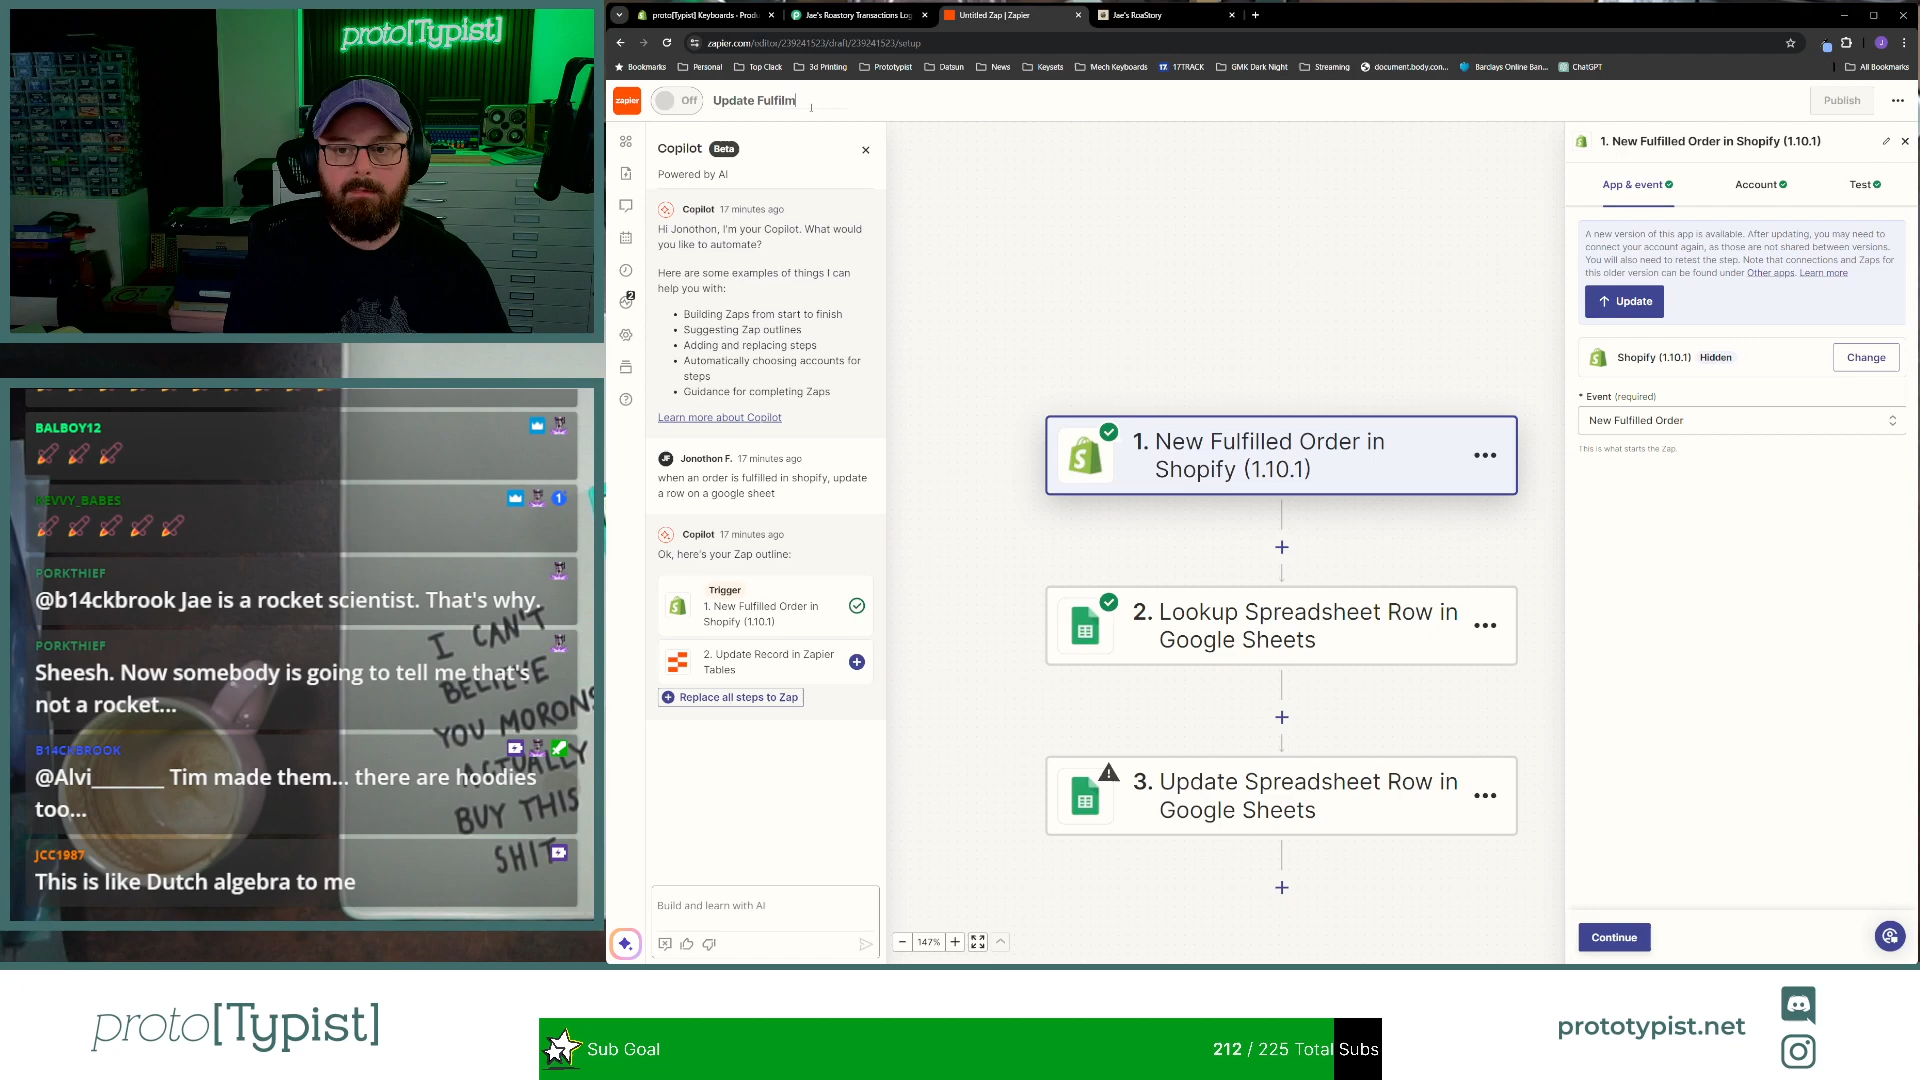 proto[Typist]
BALBOY12
KEVVY_BABES
1
PORKTHIEF
@b14ckbrook Jae is a rocket scientist. That's why.
PORKTHIEF
Sheesh. Now somebody is going to tell me that's
not a rocket...
B14CKBROOK
@Alvi_______ Tim made them... there are hoodies
too...
JCC1987
This is like Dutch algebra to me
I CAN'T
BELIEVE
YOU MORONS
ACTUALLY
BUY THIS
SHIT
proto[Typist] Keyboards - Produ
Jae's Roastory Transactions Log
Untitled Zap | Zapier
Jae's RoaStory
zapier.com/editor/239241523/draft/239241523/setup
Bookmarks
Personal
Top Clack
3d Printing
Prototypist
Datsun
News
Keysets
Mech Keyboards
17TRACK
GMK Dark Night
Streaming
document.body.con...
Barclays Online Ban...
ChatGPT
All Bookmarks
zapier
Off
Update Fulfilm
Publish
Copilot Beta
Powered by AI
Copilot 17 minutes ago
Hi Jonothon, I'm your Copilot. What would
you like to automate?
Here are some examples of things I can
help you with:
• Building Zaps from start to finish
• Suggesting Zap outlines
• Adding and replacing steps
• Automatically choosing accounts for
steps
• Guidance for completing Zaps
Learn more about Copilot
JF Jonothon F. 17 minutes ago
when an order is fulfilled in shopify, update
a row on a google sheet
Copilot 17 minutes ago
Ok, here's your Zap outline:
Trigger
1. New Fulfilled Order in
Shopify (1.10.1)
2. Update Record in Zapier
Tables
Replace all steps to Zap
Build and learn with AI
2
1. New Fulfilled Order in
Shopify (1.10.1)
2. Lookup Spreadsheet Row in
Google Sheets
3. Update Spreadsheet Row in
Google Sheets
147%
1. New Fulfilled Order in Shopify (1.10.1)
App & event
Account
Test
A new version of this app is available. After updating, you may need to
connect your account again, as those are not shared between versions.
You will also need to retest the step. Note that connections and Zaps for
this older version can be found under Other apps. Learn more
Update
Shopify (1.10.1) Hidden
Change
* Event (required)
New Fulfilled Order
This is what starts the Zap.
Continue
proto[Typist]
Sub Goal
212 / 225 Total Subs
prototypist.net